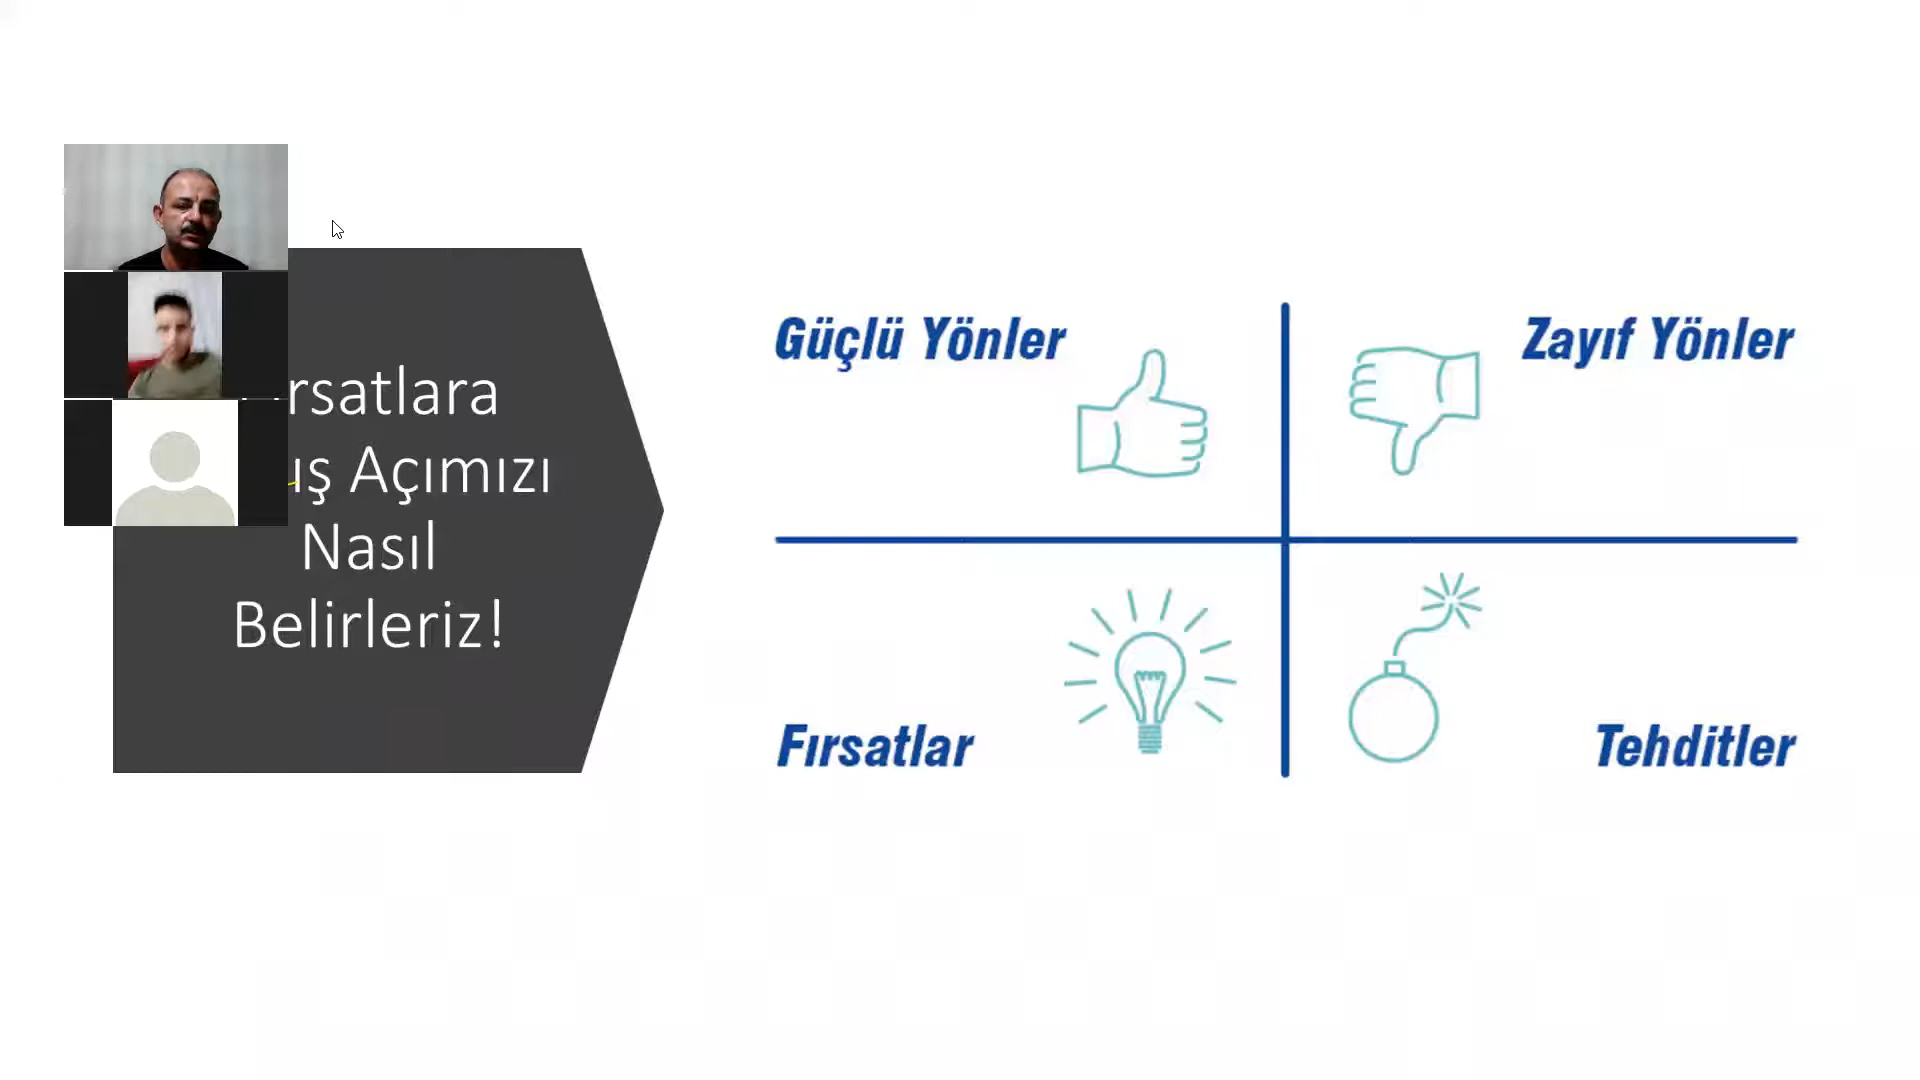 rsatlara
ış Açımızı
Nasıl
Belirleriz!
Güçlü Yönler
Zayıf Yönler
Fırsatlar
Tehditler